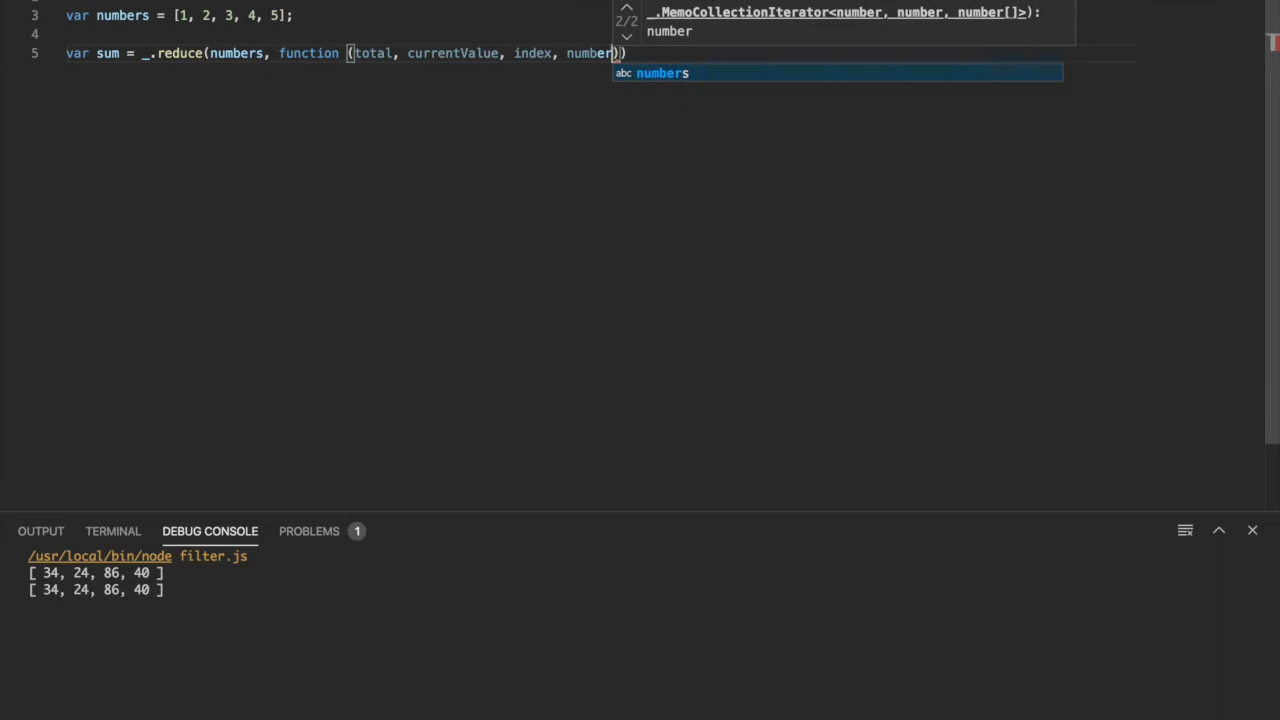 2
3 var numbers = [1, 2, 3, 4, 5];
4
5 var sum = _.reduce(numbers, function (total, currentValue, index, number))
2/2 _.MemoCollectionIterator<number, number, number[]>):
number
abc numbers
OUTPUT TERMINAL DEBUG CONSOLE PROBLEMS 1
/usr/local/bin/node filter.js
[ 34, 24, 86, 40 ]
[ 34, 24, 86, 40 ]